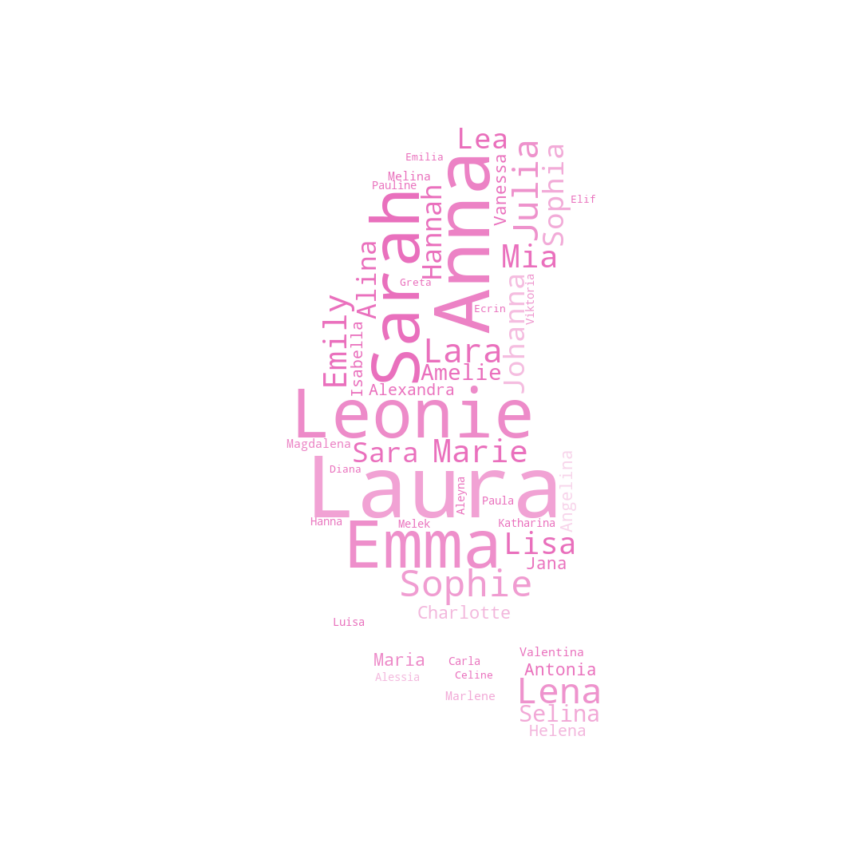 Lea
Emilia
Julia
Sophia
Anna
Vanessa
Melina
Pauline
Hannah
Sarah
Elif
Mia
Alina
Greta
Johanna
Viktoria
Ecrin
Emily
Isabella
Lara
Amelie
Alexandra
Leonie
Magdalena
Sara
Marie
Laura
Diana
Angelina
Aleyna
Paula
Hanna
Melek
Katharina
Emma
Lisa
Jana
Sophie
Charlotte
Luisa
Valentina
Maria
Carla
Antonia
Alessia
Celine
Lena
Marlene
Selina
Helena